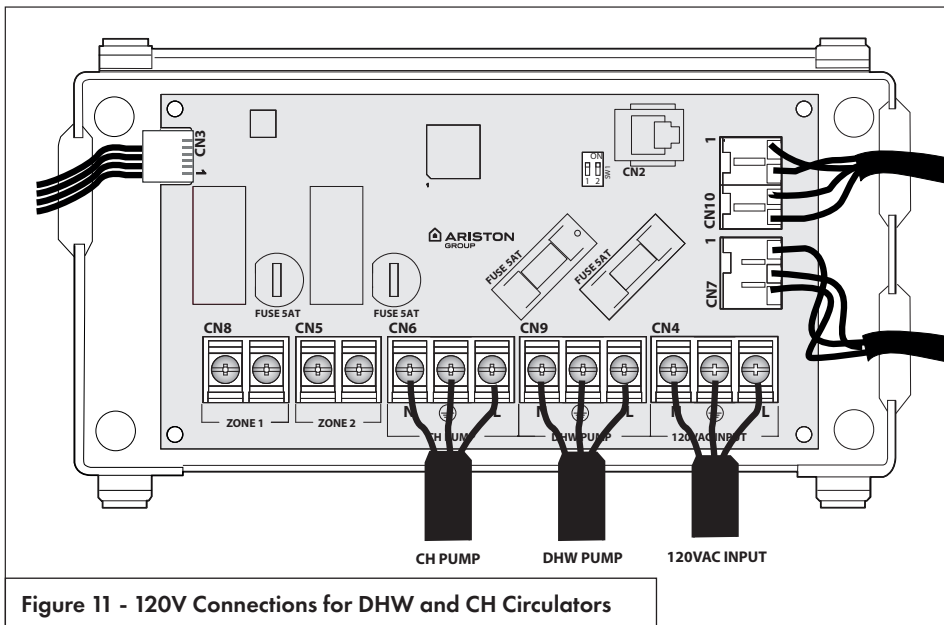 CN3
1
ON
1 2
SW1
CN2
1
CN10
1
CN7
ARISTON
GROUP
FUSE 5AT
FUSE 5AT
FUSE 5AT
FUSE 5AT
CN8
CN5
CN6
CN9
CN4
N L
N L
N L
ZONE 1
ZONE 2
CH PUMP
DHW PUMP
120VAC INPUT
CH PUMP
DHW PUMP
120VAC INPUT
Figure 11 - 120V Connections for DHW and CH Circulators